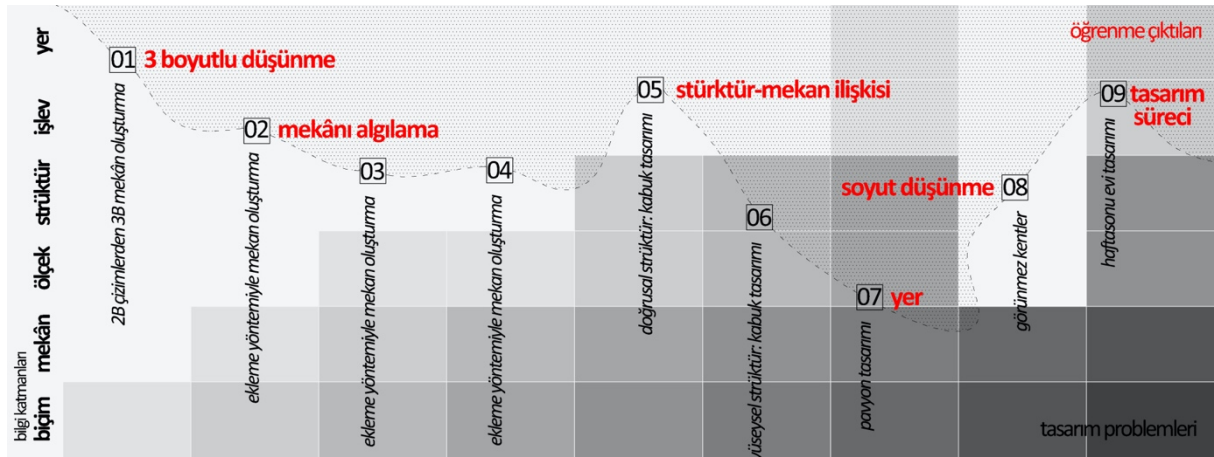 öğrenme çıktıları
yer
işlev
strüktür
ölçek
mekân
biçim
bilgi katmanları
01 3 boyutlu düşünme
2B çizimlerden 3B mekân oluşturma
02 mekânı algılama
ekleme yöntemiyle mekan oluşturma
03
ekleme yöntemiyle mekan oluşturma
04
ekleme yöntemiyle mekan oluşturma
05 stürktür-mekan ilişkisi
doğrusal strüktür: kabuk tasarımı
06
yüseysel strüktür: kabuk tasarımı
07 yer
pavyon tasarımı
soyut düşünme 08
görünmez kentler
09 tasarım
süreci
haftasonu evi tasarımı
tasarım problemleri